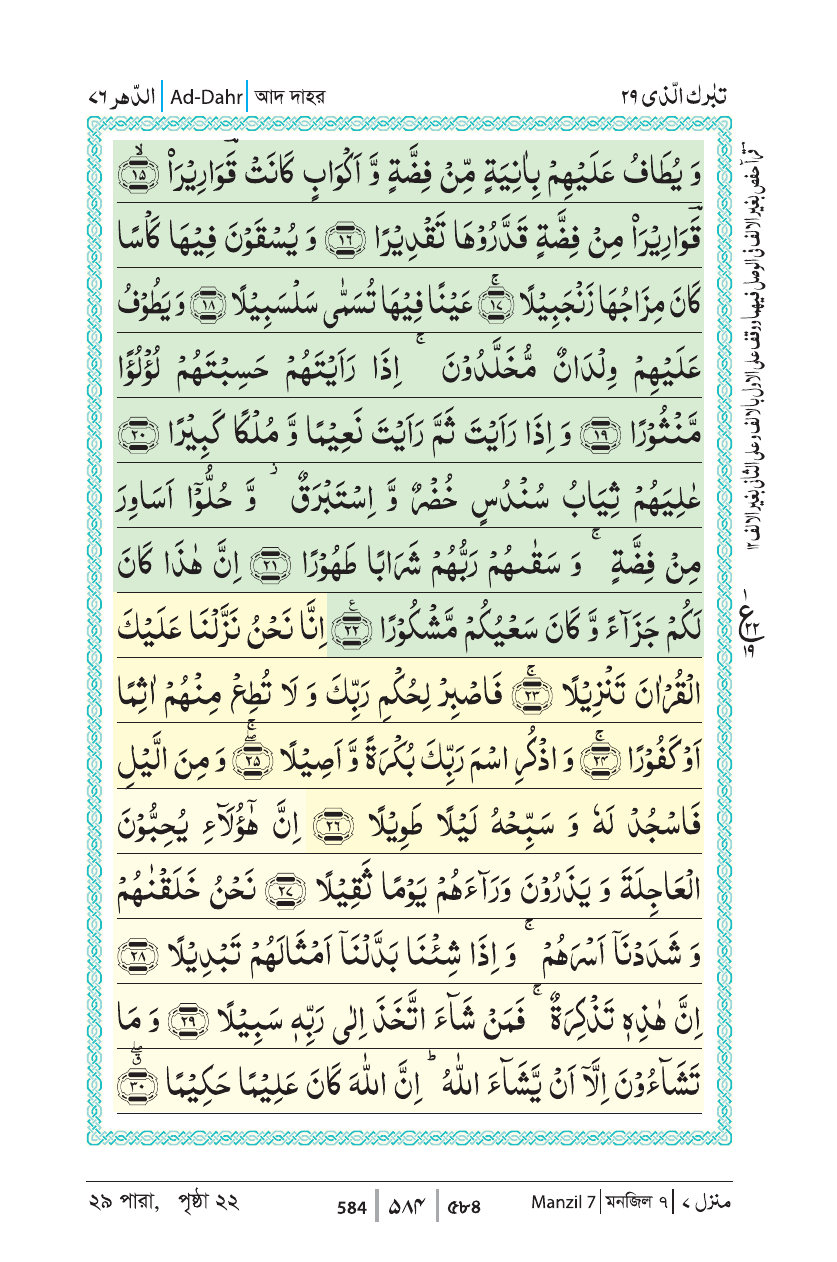 الدّهر ٧٦ | Ad-Dahr | আদ দাহর
تبٰرك الّذى ٢٩
وَ يُطَافُ عَلَيْهِمْ بِاٰنِيَةٍ مِّنْ فِضَّةٍ وَّ اَكْوَابٍ كَانَتْ قَؔوَارِيْرَا۟ ۙ﴿١٥﴾
قَؔوَارِيْرَا۟ مِنْ فِضَّةٍ قَدَّرُوْهَا تَقْدِيْرًا ﴿١٦﴾ وَ يُسْقَوْنَ فِيْهَا كَاْسًا
كَانَ مِزَاجُهَا زَنْجَبِيْلًا ۚ﴿١٧﴾ عَيْنًا فِيْهَا تُسَمّٰى سَلْسَبِيْلًا ﴿١٨﴾ وَ يَطُوْفُ
عَلَيْهِمْ وِلْدَانٌ مُّخَلَّدُوْنَ ۚ اِذَا رَاَيْتَهُمْ حَسِبْتَهُمْ لُؤْلُؤًا
مَّنْثُوْرًا ﴿١٩﴾ وَ اِذَا رَاَيْتَ ثَمَّ رَاَيْتَ نَعِيْمًا وَّ مُلْكًا كَبِيْرًا ﴿٢٠﴾
عٰلِيَهُمْ ثِيَابُ سُنْدُسٍ خُضْرٌ وَّ اِسْتَبْرَقٌ ۫ وَّ حُلُّوْۤا اَسَاوِرَ
مِنْ فِضَّةٍ ۚ وَ سَقٰىهُمْ رَبُّهُمْ شَرَابًا طَهُوْرًا ﴿٢١﴾ اِنَّ هٰذَا كَانَ
لَكُمْ جَزَآءً وَّ كَانَ سَعْيُكُمْ مَّشْكُوْرًا ﴿٢٢﴾ اِنَّا نَحْنُ نَزَّلْنَا عَلَيْكَ
الْقُرْاٰنَ تَنْزِيْلًا ۚ﴿٢٣﴾ فَاصْبِرْ لِحُكْمِ رَبِّكَ وَ لَا تُطِعْ مِنْهُمْ اٰثِمًا
اَوْ كَفُوْرًا ۚ﴿٢٤﴾ وَ اذْكُرِ اسْمَ رَبِّكَ بُكْرَةً وَّ اَصِيْلًا ۖۚ﴿٢٥﴾ وَ مِنَ الَّيْلِ
فَاسْجُدْ لَهٗ وَ سَبِّحْهُ لَيْلًا طَوِيْلًا ﴿٢٦﴾ اِنَّ هٰۤؤُلَآءِ يُحِبُّوْنَ
الْعَاجِلَةَ وَ يَذَرُوْنَ وَرَآءَهُمْ يَوْمًا ثَقِيْلًا ﴿٢٧﴾ نَحْنُ خَلَقْنٰهُمْ
وَ شَدَدْنَاۤ اَسْرَهُمْ ۚ وَ اِذَا شِئْنَا بَدَّلْنَاۤ اَمْثَالَهُمْ تَبْدِيْلًا ﴿٢٨﴾
اِنَّ هٰذِهٖ تَذْكِرَةٌ ۚ فَمَنْ شَآءَ اتَّخَذَ اِلٰى رَبِّهٖ سَبِيْلًا ﴿٢٩﴾ وَ مَا
تَشَآءُوْنَ اِلَّاۤ اَنْ يَّشَآءَ اللّٰهُ ؕ اِنَّ اللّٰهَ كَانَ عَلِيْمًا حَكِيْمًا ۗۖ﴿٣٠﴾
قرأ حفص بغير الالف فى الوصل فيهما ووقف على الاول بالالف وعلى الثانى بغير الالف ١٢
١
ع
٢٢
١٩
২৯ পারা, পৃষ্ঠা ২২
584 | ۵۸۴ | ৫৮৪
Manzil 7 | মনজিল ৭ | منزل ٧